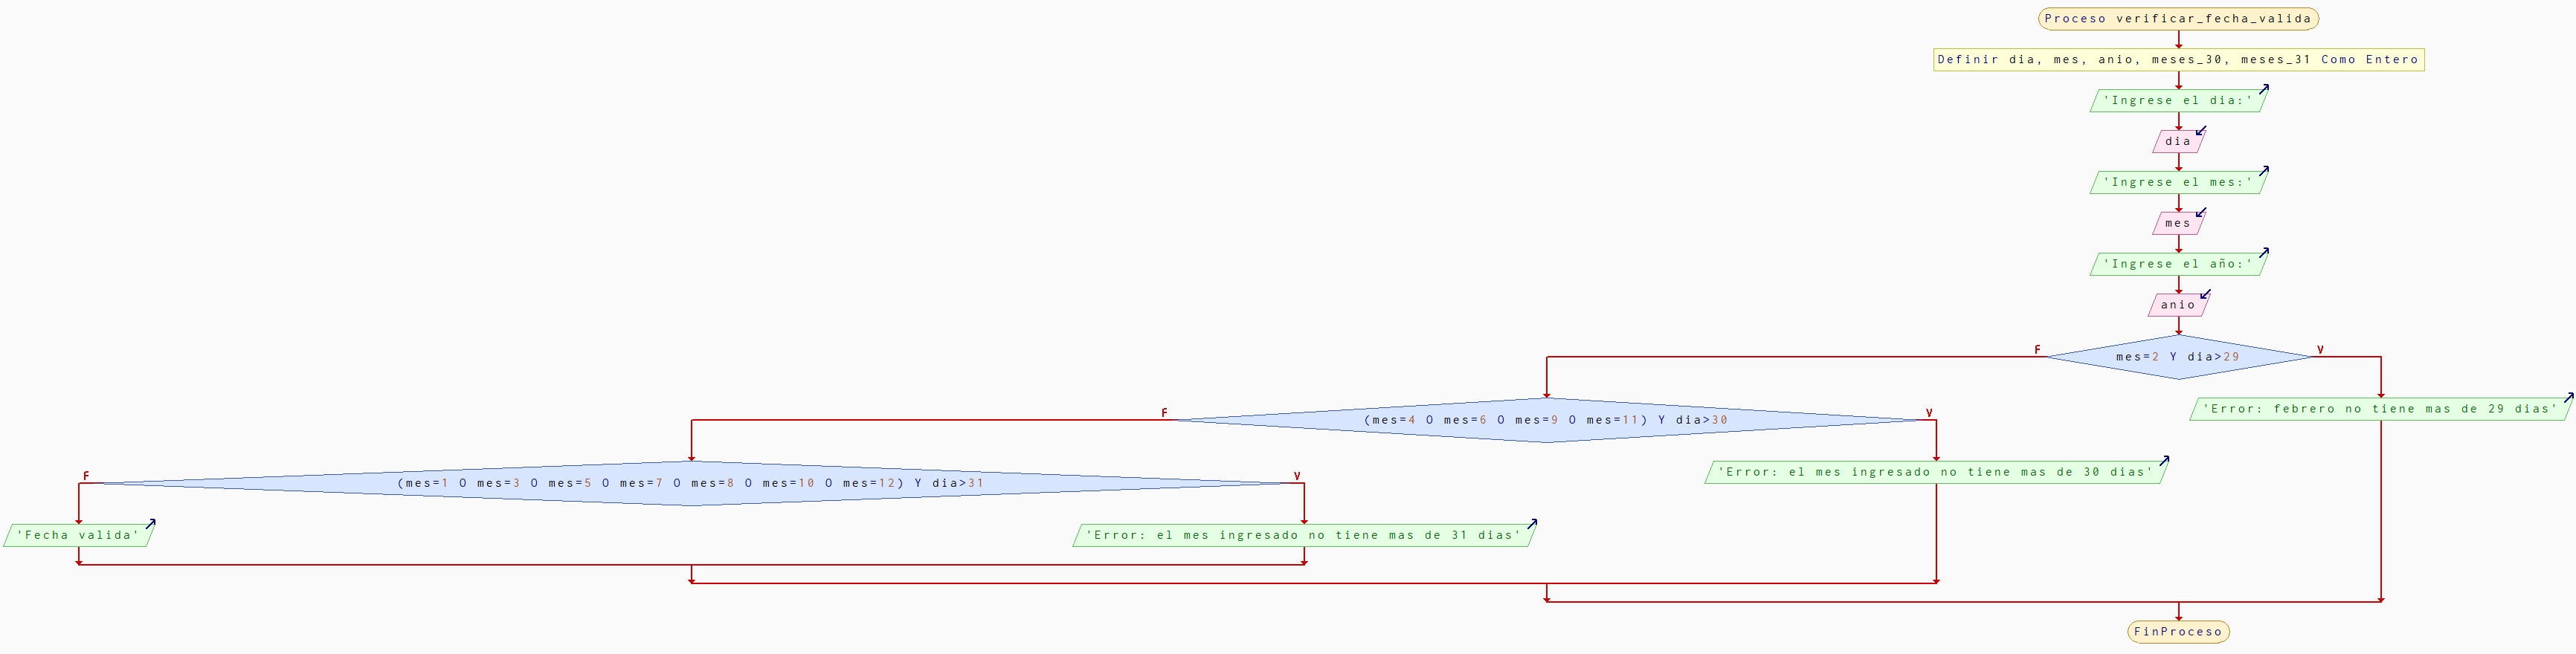 Proceso verificar_fecha_valida
Definir dia, mes, anio, meses_30, meses_31 Como Entero
'Ingrese el dia:'
dia
'Ingrese el mes:'
mes
'Ingrese el año:'
anio
F
mes=2 Y dia>29
V
'Error: febrero no tiene mas de 29 dias'
F
(mes=4 O mes=6 O mes=9 O mes=11) Y dia>30
V
'Error: el mes ingresado no tiene mas de 30 dias'
F
(mes=1 O mes=3 O mes=5 O mes=7 O mes=8 O mes=10 O mes=12) Y dia>31
V
'Fecha valida'
'Error: el mes ingresado no tiene mas de 31 dias'
FinProceso